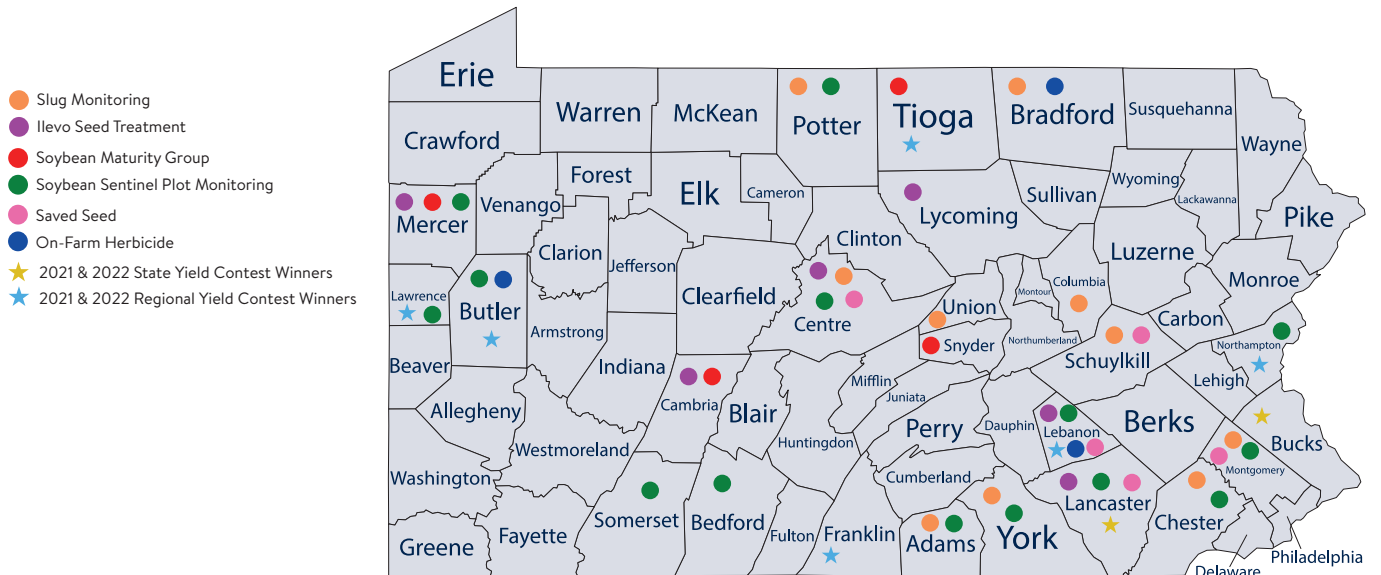 Slug Monitoring
Ilevo Seed Treatment
Soybean Maturity Group
Soybean Sentinel Plot Monitoring
Saved Seed
On-Farm Herbicide
2021 & 2022 State Yield Contest Winners
2021 & 2022 Regional Yield Contest Winners
Erie
Warren
McKean
Potter
Tioga
Bradford
Susquehanna
Wayne
Crawford
Forest
Elk
Cameron
Lycoming
Sullivan
Wyoming
Lackawanna
Pike
Mercer
Venango
Clarion
Jefferson
Clearfield
Clinton
Centre
Union
Montour
Columbia
Luzerne
Monroe
Carbon
Lawrence
Butler
Armstrong
Indiana
Snyder
Northumberland
Schuylkill
Northampton
Lehigh
Beaver
Allegheny
Westmoreland
Cambria
Blair
Huntingdon
Mifflin
Juniata
Perry
Dauphin
Lebanon
Berks
Bucks
Montgomery
Washington
Greene
Fayette
Somerset
Bedford
Fulton
Franklin
Cumberland
Adams
York
Lancaster
Chester
Philadelphia
Delaware